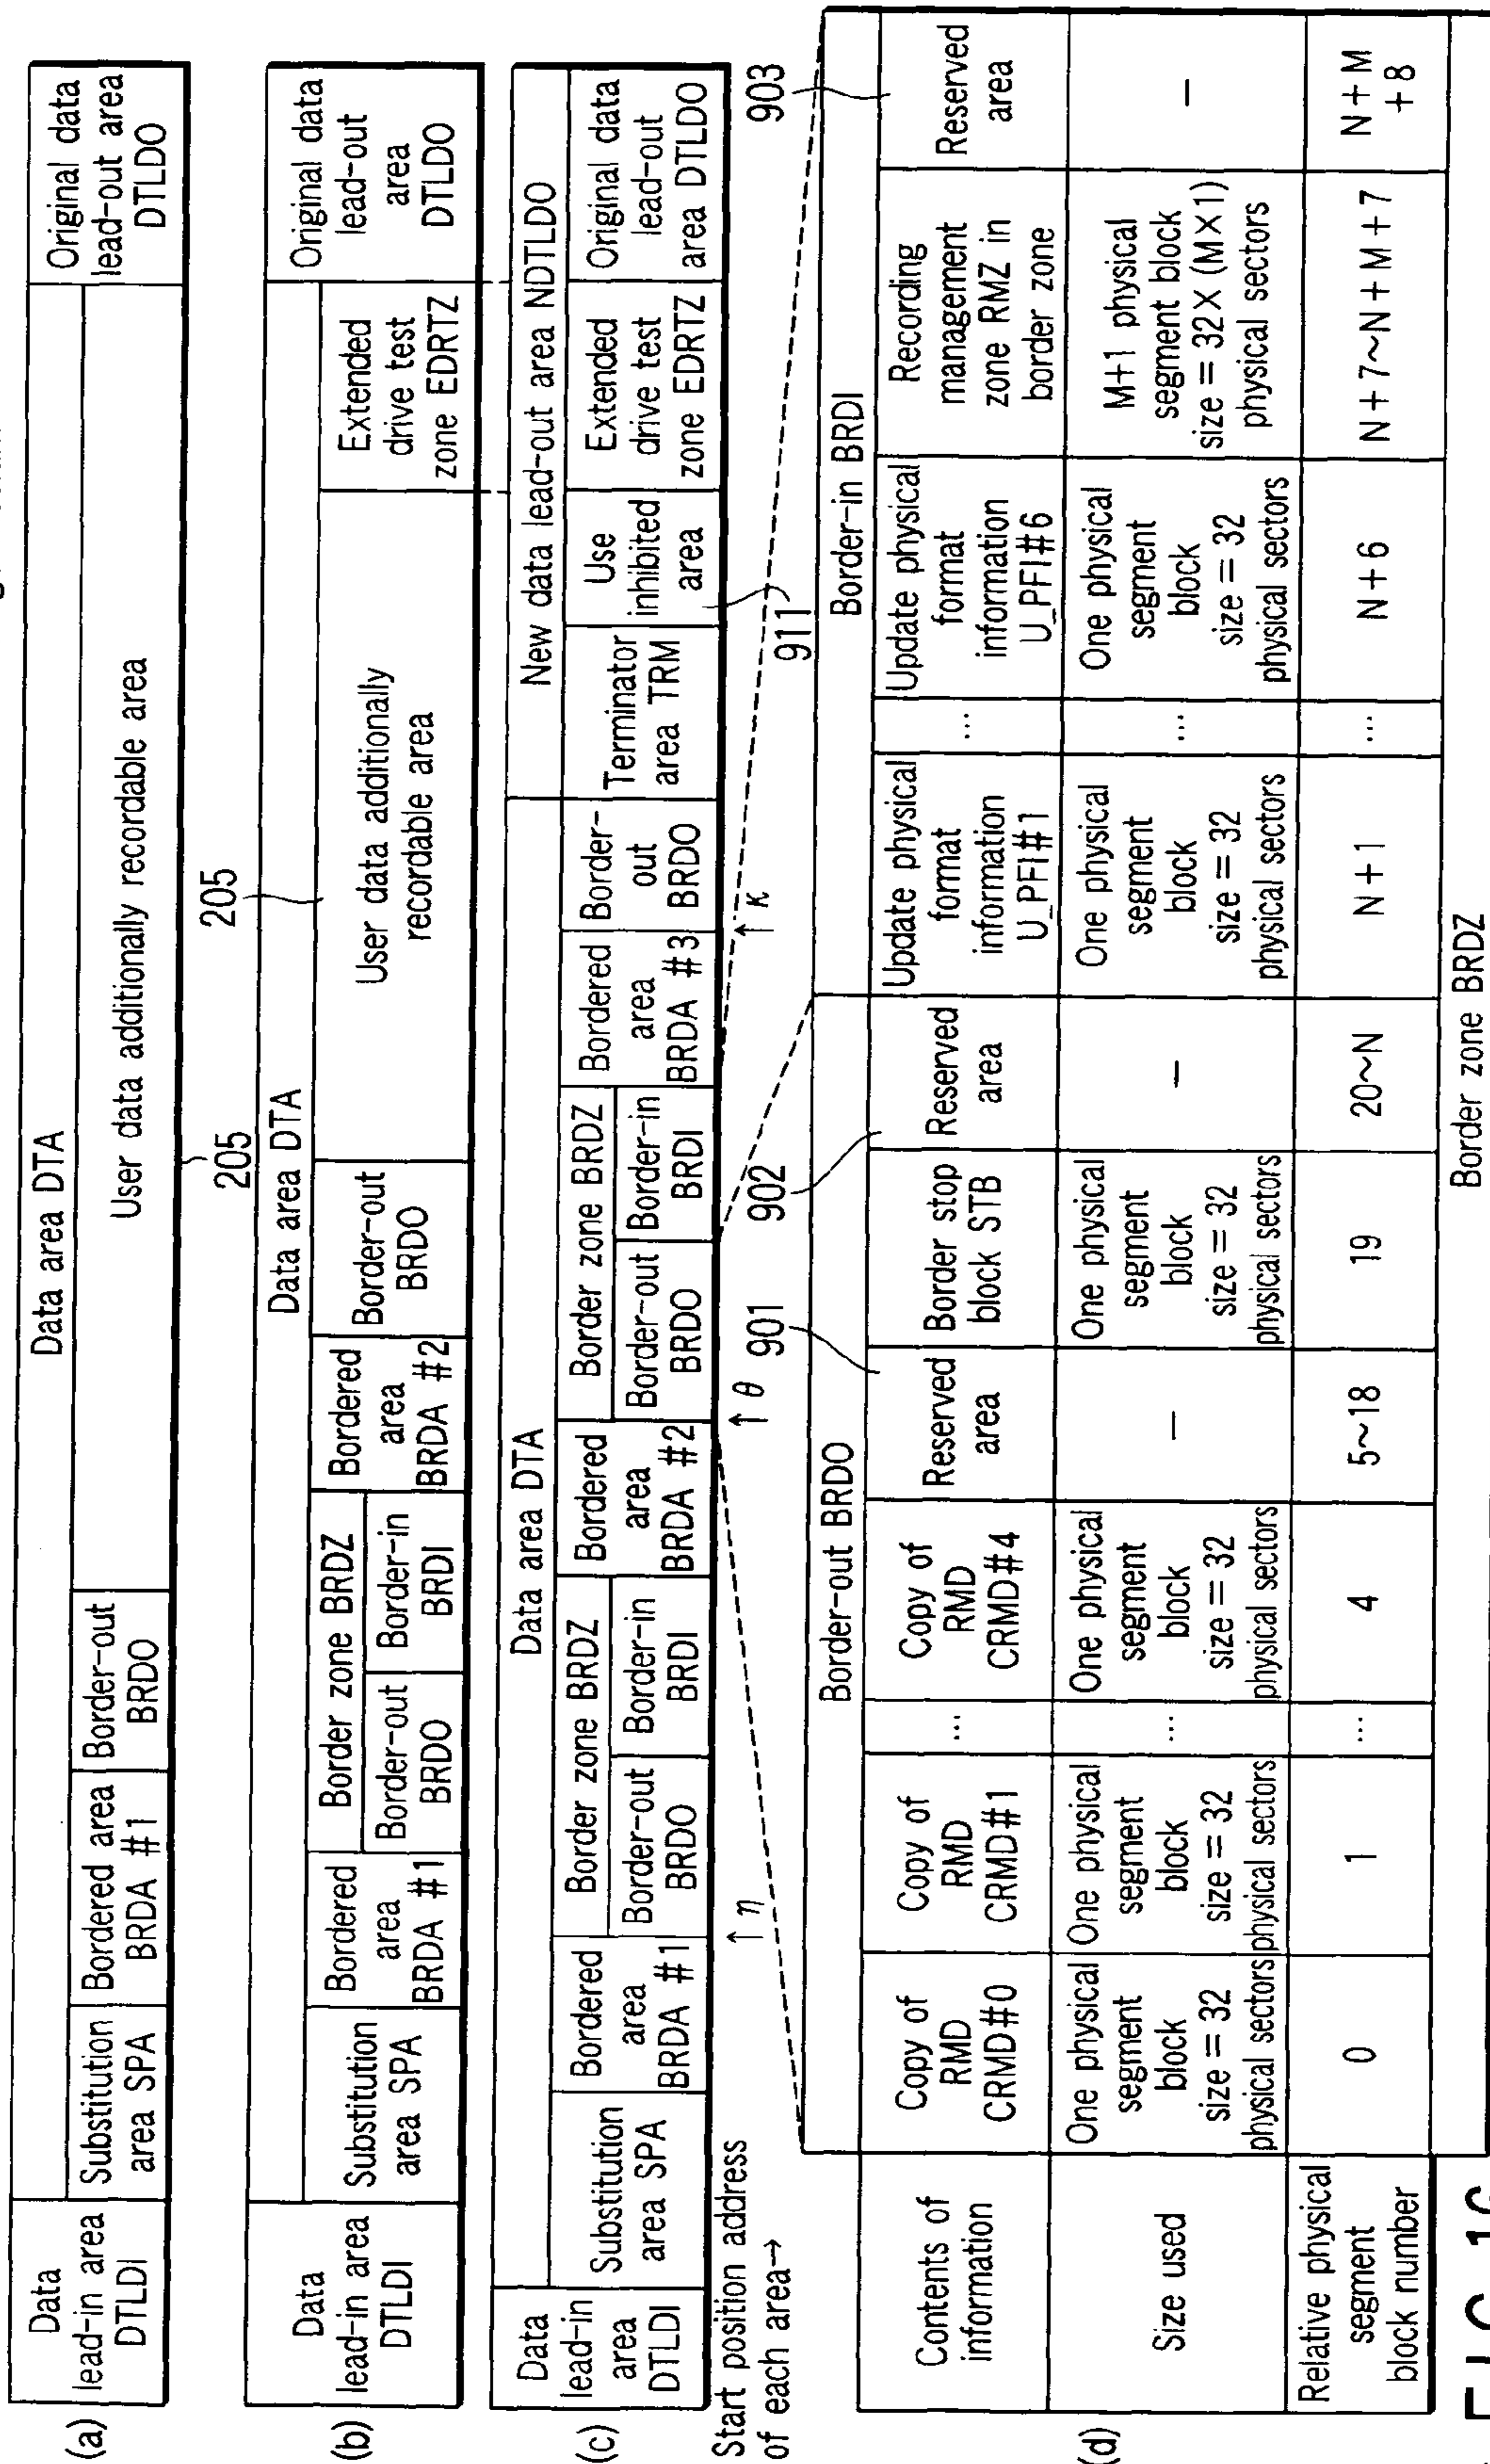 (a)
Data
lead-in area
DTLDI
Data area DTA
Substitution
area SPA
Bordered area
BRDA #1
Border-out
BRDO
User data additionally recordable area
Original data
lead-out area
DTLDO
205
(b)
Data
lead-in area
DTLDI
Data area DTA
Substitution
area SPA
Bordered
area
BRDA #1
Border zone BRDZ
Border-out
BRDO
Border-in
BRDI
Bordered
area
BRDA #2
Border-out
BRDO
User data additionally
recordable area
Extended
drive test
zone EDRTZ
Original data
lead-out
area
DTLDO
205
(c)
Data
lead-in
area
DTLDI
Data area DTA
Substitution
area SPA
Bordered
area
BRDA #1
Border zone BRDZ
Border-out
BRDO
Border-in
BRDI
Bordered
area
BRDA #2
Border zone BRDZ
Border-out
BRDO
Border-in
BRDI
Bordered
area
BRDA #3
Border-
out
BRDO
New data lead-out area NDTLDO
Terminator
area TRM
Use
inhibited
area
Extended
drive test
zone EDRTZ
Original data
lead-out
area DTLDO
Start position address
of each area→
↑η
↑θ
↑κ
901
902
911
903
(d)
Border-out BRDO
Border-in BRDI
Contents of
information
Copy of
RMD
CRMD#0
Copy of
RMD
CRMD#1
...
Copy of
RMD
CRMD#4
Reserved
area
Border stop
block STB
Reserved
area
Update physical
format
information
U_PFI#1
...
Update physical
format
information
U_PFI#6
Recording
management
zone RMZ in
border zone
Reserved
area
Size used
One physical
segment
block
size = 32
physical sectors
One physical
segment
block
size = 32
physical sectors
...
One physical
segment
block
size = 32
physical sectors
—
One physical
segment
block
size = 32
physical sectors
—
One physical
segment
block
size = 32
physical sectors
...
One physical
segment
block
size = 32
physical sectors
M+1 physical
segment block
size = 32× (M×1)
physical sectors
—
Relative physical
segment
block number
0
1
...
4
5~18
19
20~N
N+1
...
N+6
N+7~N+M+7
N+M
+8
Border zone BRDZ